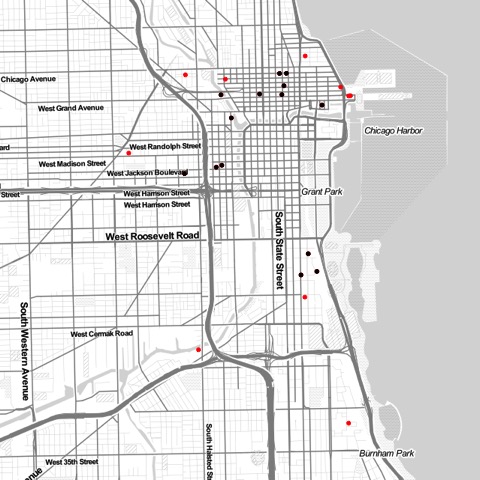 Chicago Avenue
West Grand Avenue
Chicago Harbor
ard
West Randolph Street
West Madison Street
West Jackson Boulevard
Street
West Harrison Street
Grant Park
West Harrison Street
West Roosevelt Road
South State Street
South Western Avenue
West Cermak Road
South Halsted St
Burnham Park
West 35th Street
nue